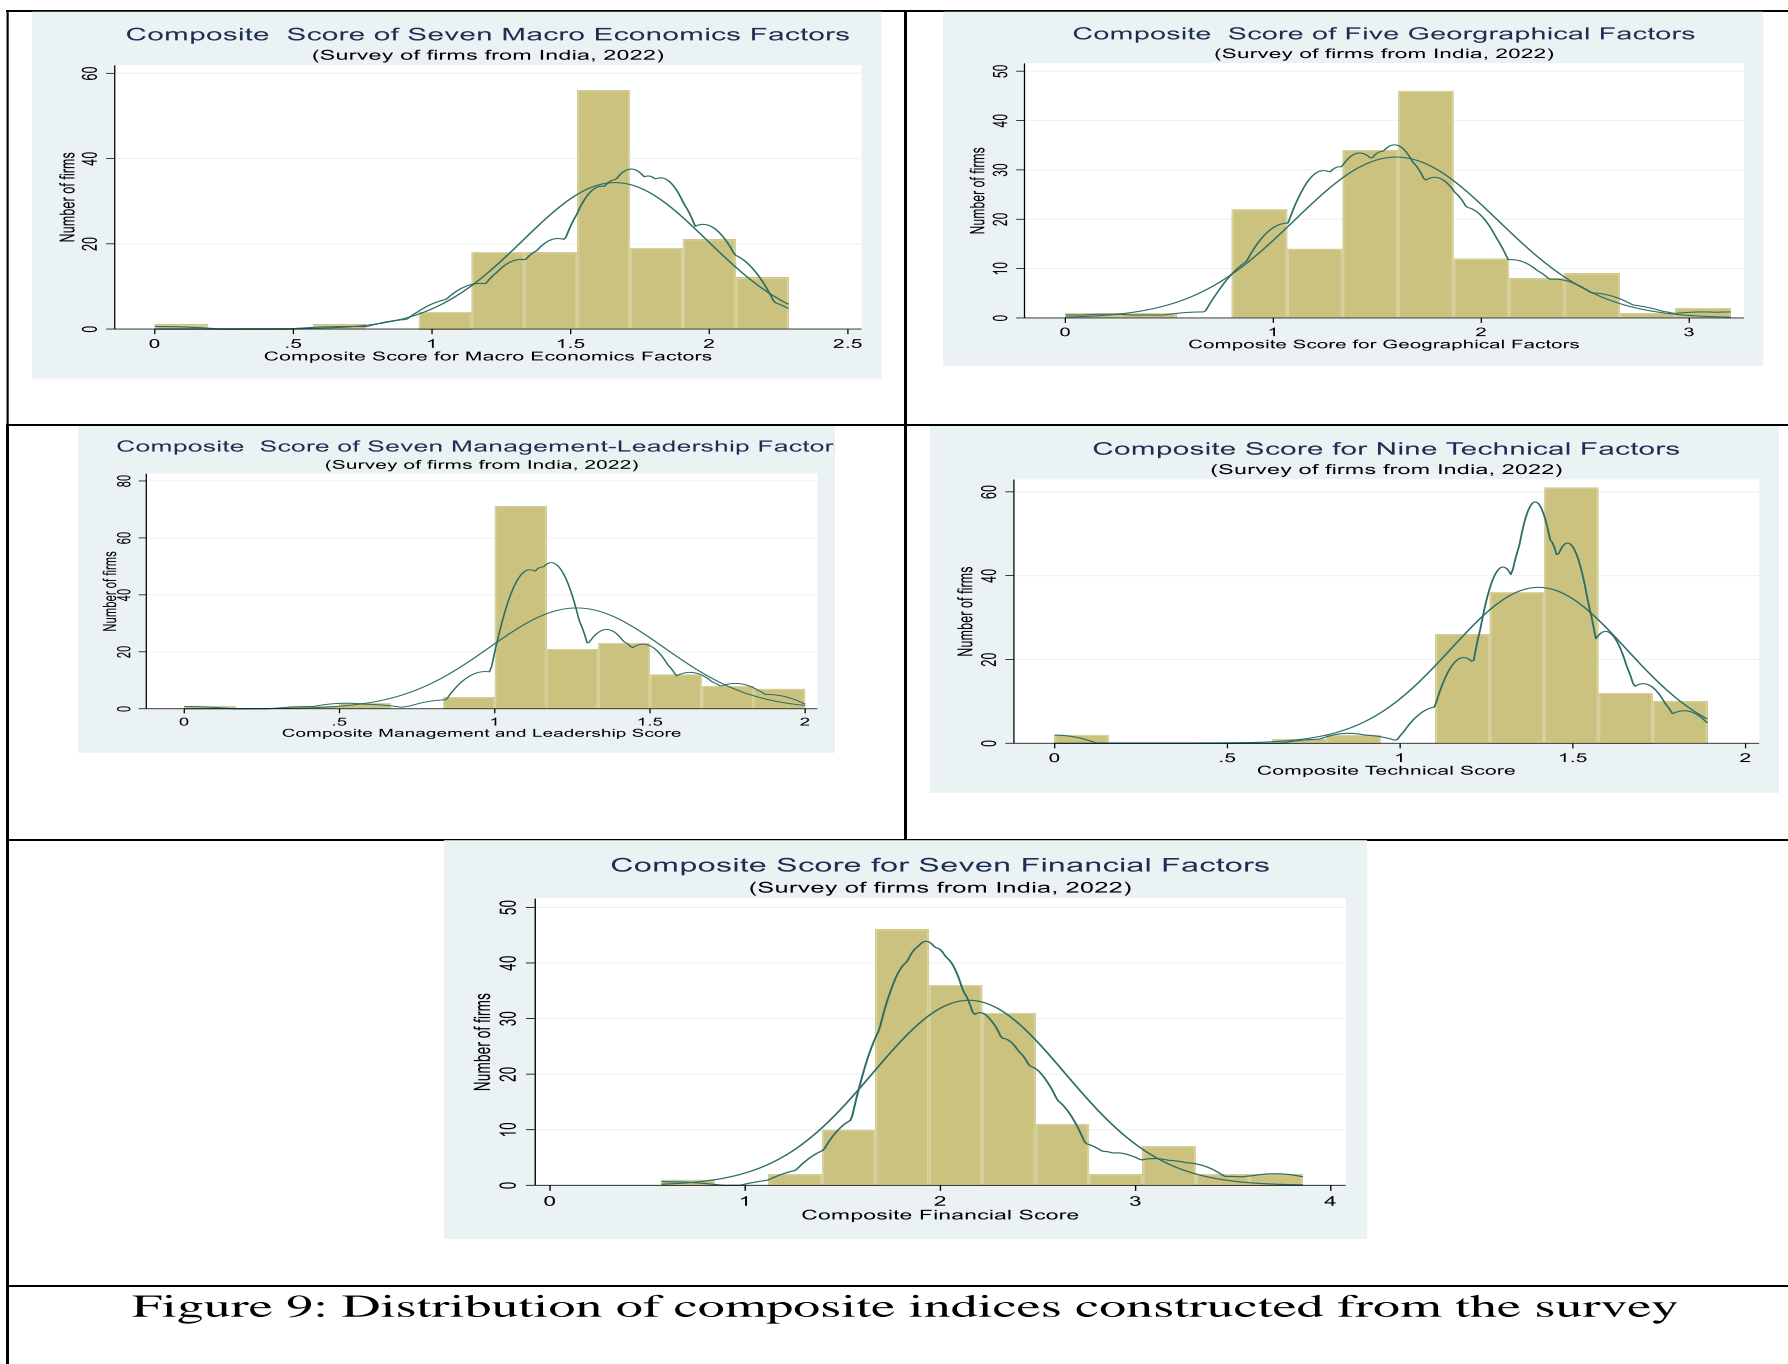 Composite Score of Seven Macro Economics Factors
(Survey of firms from India, 2022)
Number of firms
60
40
20
0
0
.5
1
1.5
2
2.5
Composite Score for Macro Economics Factors
Composite Score of Five Georgraphical Factors
(Survey of firms from India, 2022)
Number of firms
50
40
30
20
10
0
0
1
2
3
Composite Score for Geographical Factors
Composite Score of Seven Management-Leadership Factor
(Survey of firms from India, 2022)
Number of firms
80
60
40
20
0
0
.5
1
1.5
2
Composite Management and Leadership Score
Composite Score for Nine Technical Factors
(Survey of firms from India, 2022)
Number of firms
60
40
20
0
0
.5
1
1.5
2
Composite Technical Score
Composite Score for Seven Financial Factors
(Survey of firms from India, 2022)
Number of firms
50
40
30
20
10
0
0
1
2
3
4
Composite Financial Score
Figure 9: Distribution of composite indices constructed from the survey